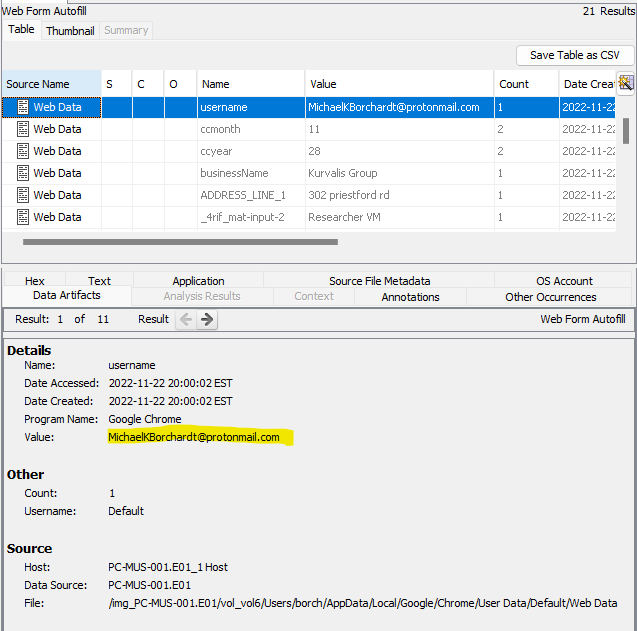 Web Form Autofill 21 Results
Table Thumbnail Summary
Save Table as CSV
Source Name S C O Name Value Count Date Creat
Web Data username MichaelKBorchardt@protonmail.com 1 2022-11-22
Web Data ccmonth 11 2 2022-11-22
Web Data ccyear 28 2 2022-11-22
Web Data businessName Kurvalis Group 1 2022-11-22
Web Data ADDRESS_LINE_1 302 priestford rd 1 2022-11-22
Web Data _4rif_mat-input-2 Researcher VM 1 2022-11-22
Hex Text Application Source File Metadata OS Account
Data Artifacts Analysis Results Context Annotations Other Occurrences
Result: 1 of 11 Result Web Form Autofill
Details
Name: username
Date Accessed: 2022-11-22 20:00:02 EST
Date Created: 2022-11-22 20:00:02 EST
Program Name: Google Chrome
Value: MichaelKBorchardt@protonmail.com
Other
Count: 1
Username: Default
Source
Host: PC-MUS-001.E01_1 Host
Data Source: PC-MUS-001.E01
File: /img_PC-MUS-001.E01/vol_vol6/Users/borch/AppData/Local/Google/Chrome/User Data/Default/Web Data